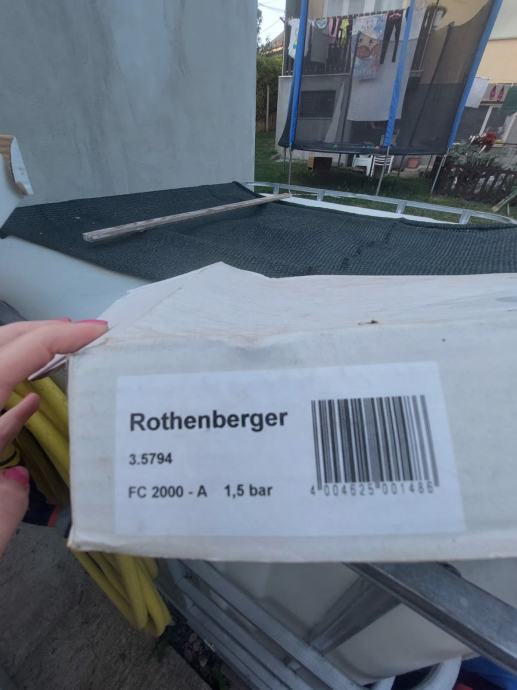 Rothenberger
3.5794
FC 2000 - A 1,5 bar
4 004625 001486